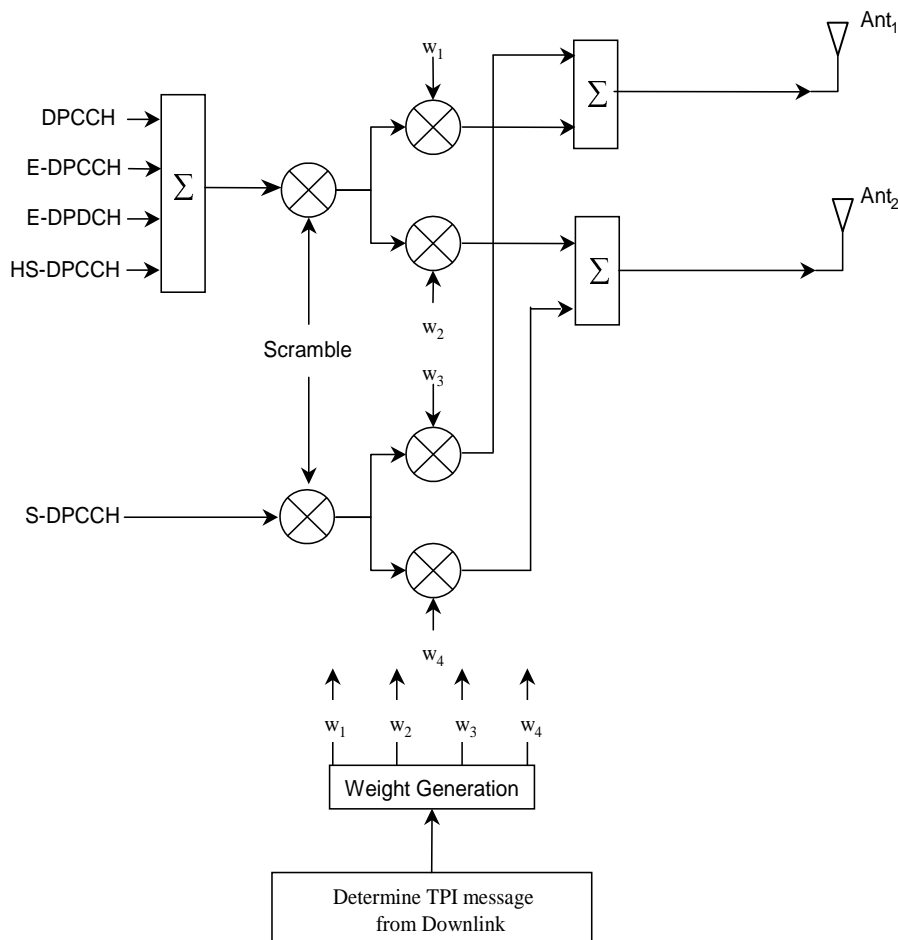 Ant1
w1
DPCCH
E-DPCCH
E-DPDCH
HS-DPCCH
Σ
Σ
Ant2
Σ
w2
Scramble
w3
S-DPCCH
w4
w1 w2 w3 w4
Weight Generation
Determine TPI message
from Downlink